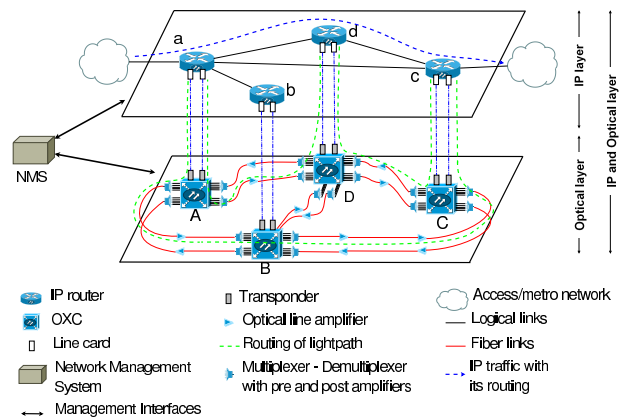 a
d
b
c
NMS
A
D
C
B
IP layer
Optical layer
IP and Optical layer
IP router
OXC
Line card
Network Management
System
Management Interfaces
Transponder
Optical line amplifier
Routing of lightpath
Multiplexer - Demultiplexer
with pre and post amplifiers
Access/metro network
Logical links
Fiber links
IP traffic with
its routing